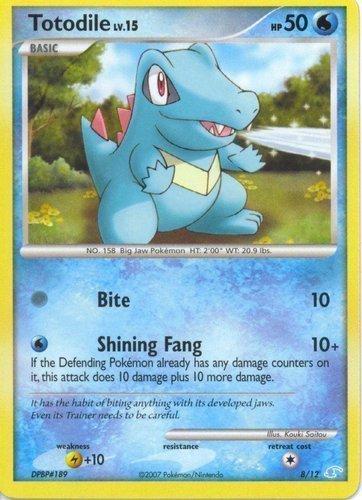 Totodile LV.15
HP 50
BASIC
NO. 158 Big Jaw Pokémon HT: 2'00" WT: 20.9 lbs.
Bite 10
Shining Fang 10+
If the Defending Pokémon already has any damage counters on
it, this attack does 10 damage plus 10 more damage.
It has the habit of biting anything with its developed jaws.
Even its Trainer needs to be careful.
Illus. Kouki Saitou
weakness resistance retreat cost
+10
DPBP#189 ©2007 Pokémon/Nintendo 8/12